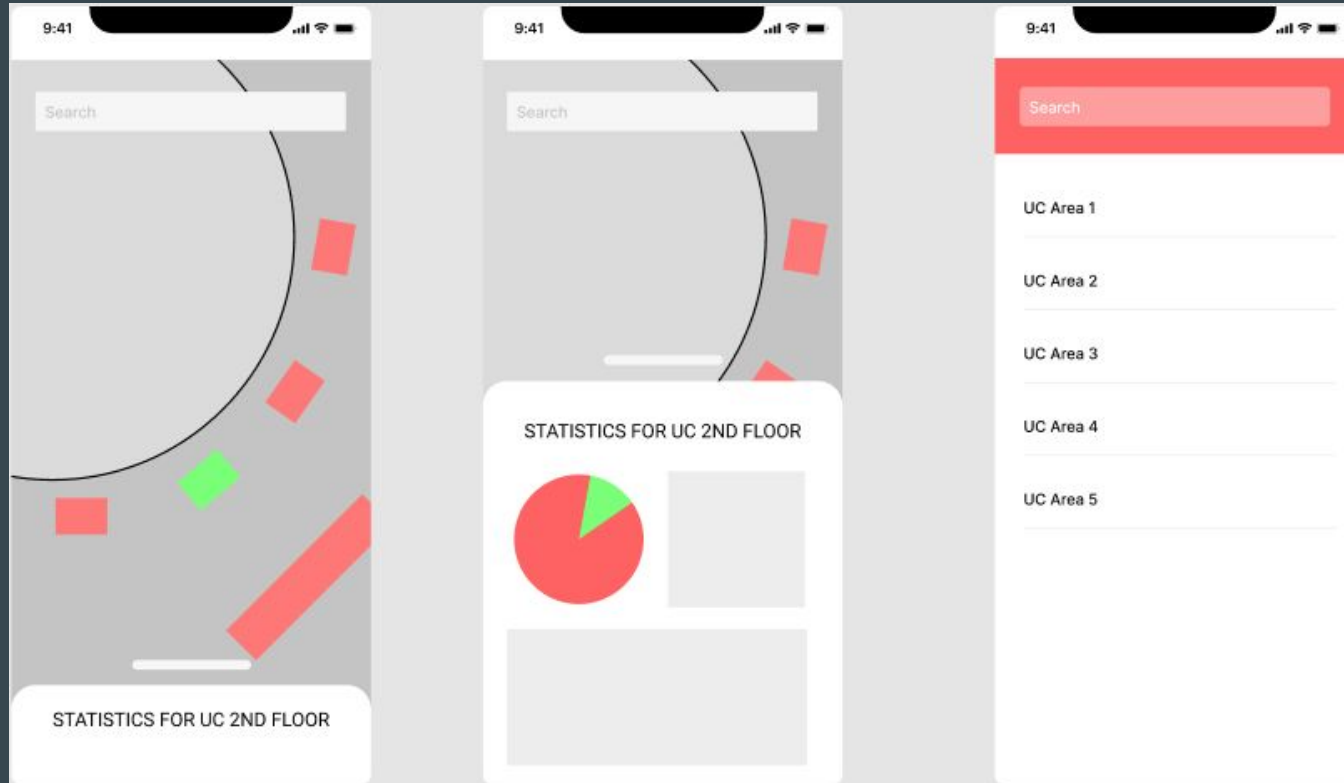 9:41
Search
STATISTICS FOR UC 2ND FLOOR
9:41
Search
STATISTICS FOR UC 2ND FLOOR
9:41
Search
UC Area 1
UC Area 2
UC Area 3
UC Area 4
UC Area 5